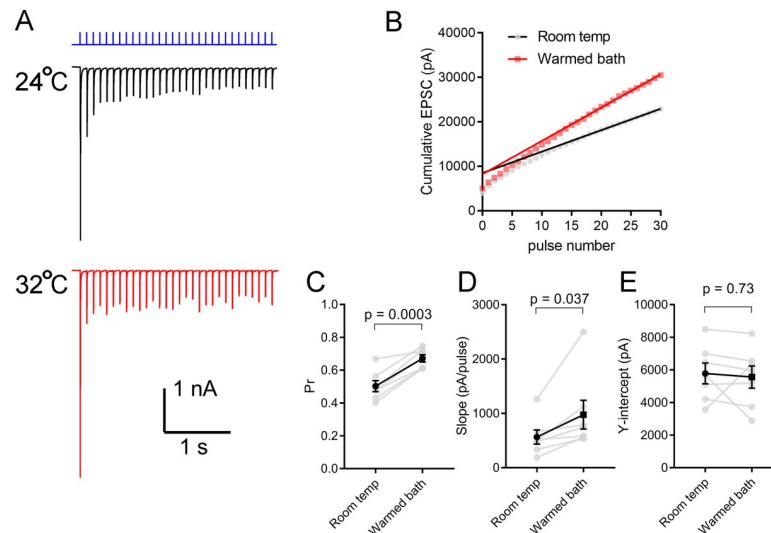 A
24°C
32°C
1 nA
1 s
B
Room temp
Warmed bath
Cumulative EPSC (pA)
40000
30000
20000
10000
0
0 5 10 15 20 25 30
pulse number
C
p = 0.0003
Pr
1.0
0.8
0.6
0.4
0.2
0.0
Room temp
Warmed bath
D
p = 0.037
Slope (pA/pulse)
3000
2000
1000
0
Room temp
Warmed bath
E
p = 0.73
Y-intercept (pA)
10000
8000
6000
4000
2000
0
Room temp
Warmed bath